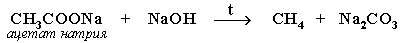 t
CH₃COONa + NaOH ⟶ CH₄ + Na₂CO₃
ацетат натрия